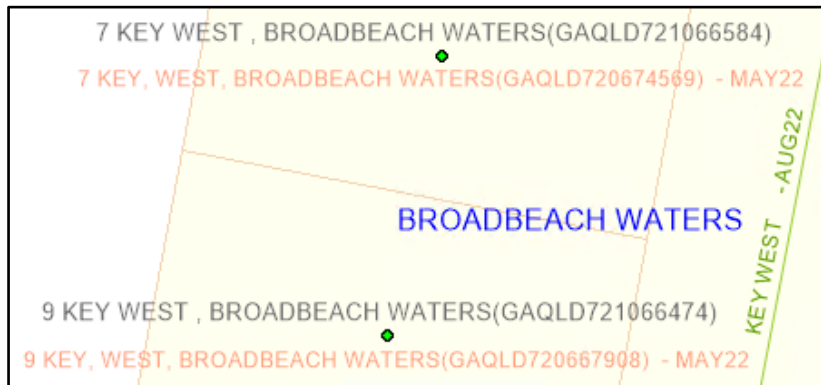 7 KEY WEST , BROADBEACH WATERS(GAQLD721066584)
7 KEY, WEST, BROADBEACH WATERS(GAQLD720674569)  - MAY22
KEY WEST   - AUG22
BROADBEACH WATERS
9 KEY WEST , BROADBEACH WATERS(GAQLD721066474)
9 KEY, WEST, BROADBEACH WATERS(GAQLD720667908)  - MAY22